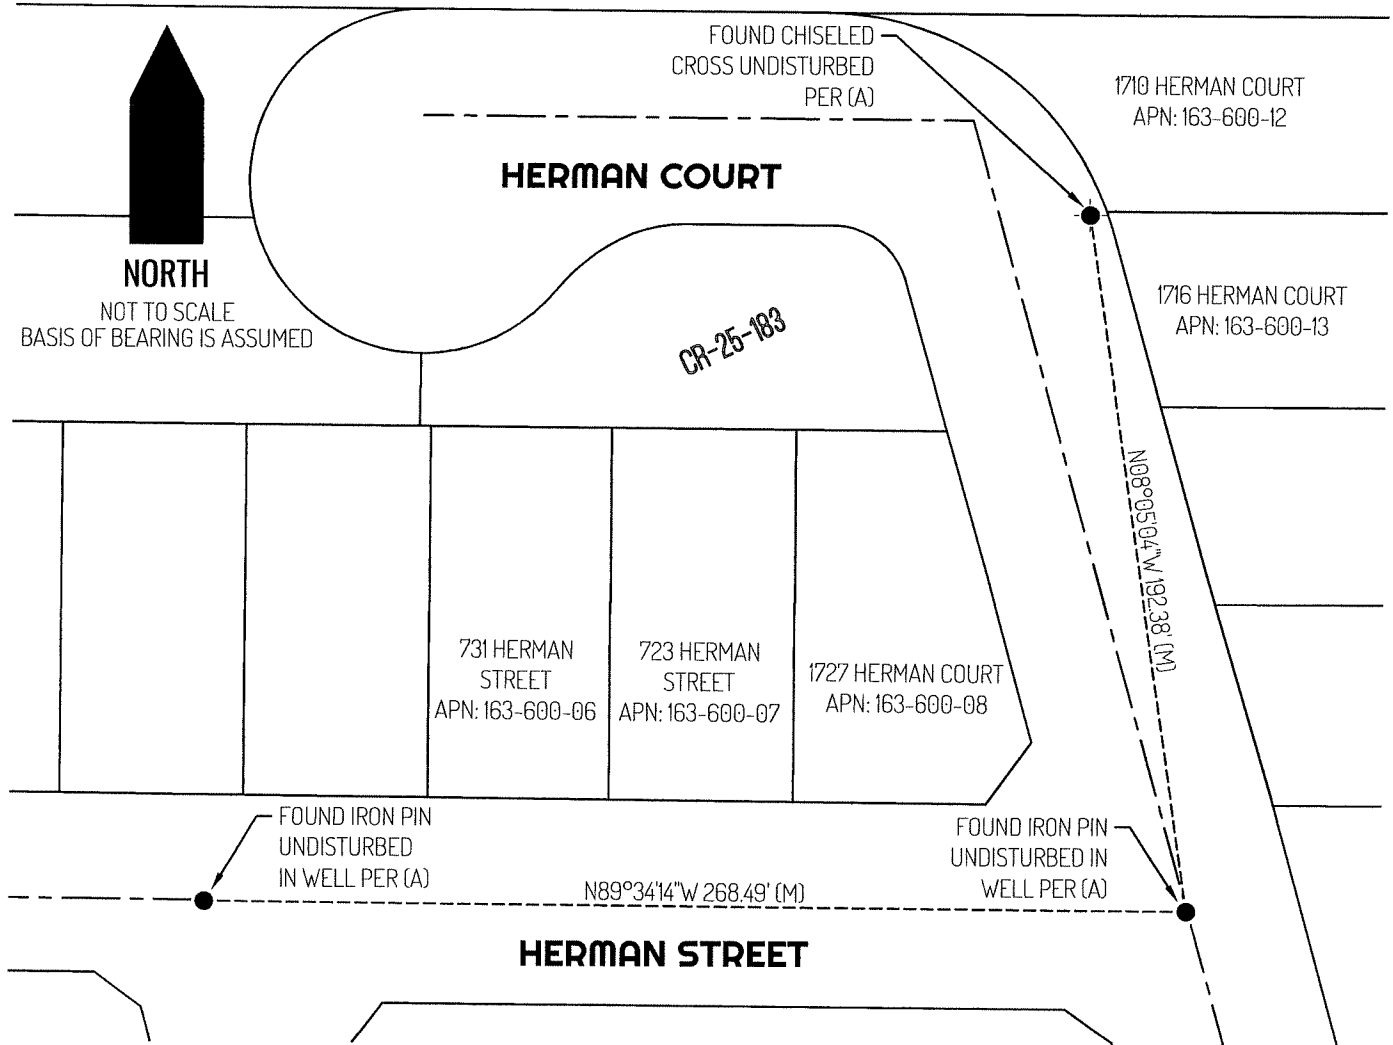 FOUND CHISELED
CROSS UNDISTURBED
PER (A)
1710 HERMAN COURT
APN: 163-600-12
HERMAN COURT
NORTH
NOT TO SCALE
BASIS OF BEARING IS ASSUMED
1716 HERMAN COURT
APN: 163-600-13
CR-25-183
N08°05'04"W 192.38' (M)
731 HERMAN
STREET
APN: 163-600-06
723 HERMAN
STREET
APN: 163-600-07
1727 HERMAN COURT
APN: 163-600-08
FOUND IRON PIN
UNDISTURBED
IN WELL PER (A)
FOUND IRON PIN
UNDISTURBED IN
WELL PER (A)
N89°34'14"W 268.49' (M)
HERMAN STREET